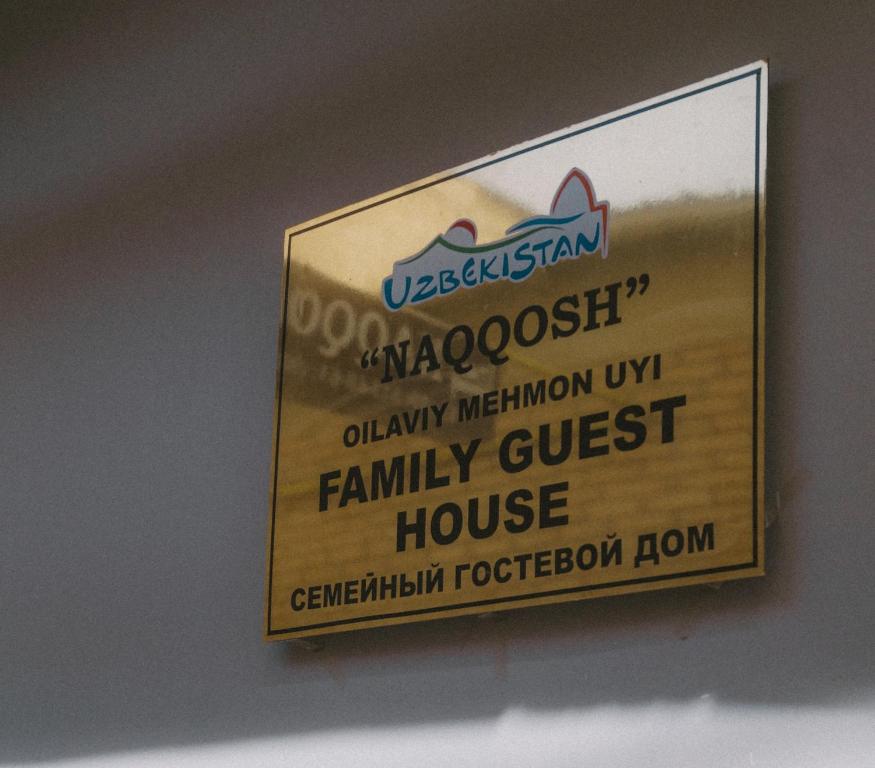 UZBEKISTAN
“NAQQOSH”
OILAVIY MEHMON UYI
FAMILY GUEST
HOUSE
СЕМЕЙНЫЙ ГОСТЕВОЙ ДОМ